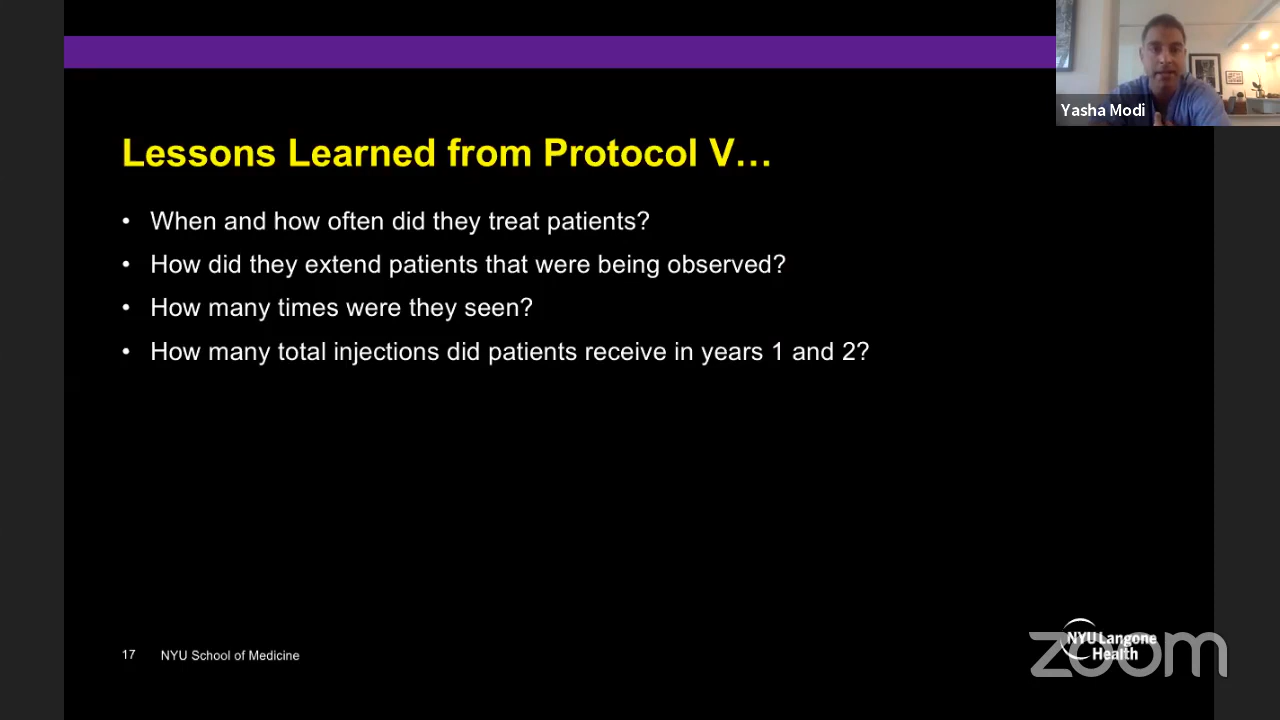 Yasha Modi
Lessons Learned from Protocol V…
• When and how often did they treat patients?
• How did they extend patients that were being observed?
• How many times were they seen?
• How many total injections did patients receive in years 1 and 2?
17 NYU School of Medicine
NYU Langone
Health
zoom